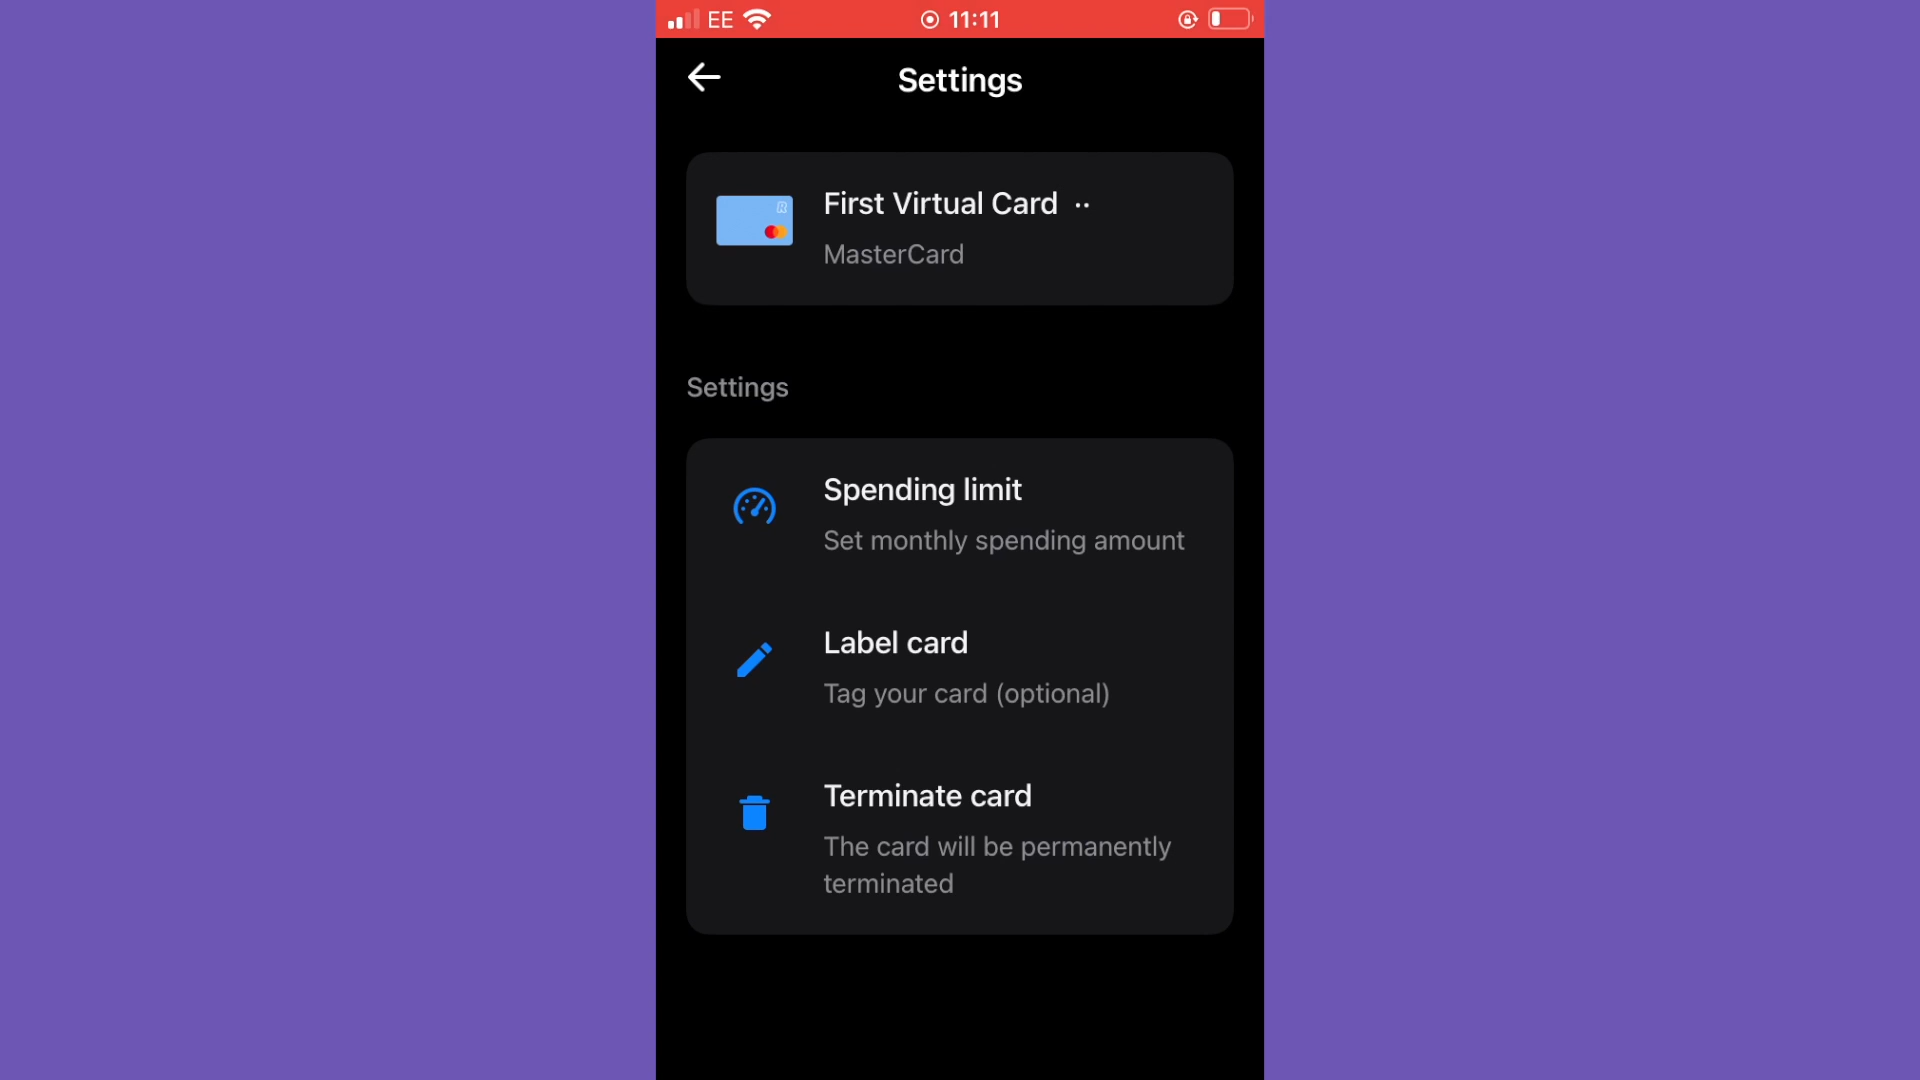 EE 11:11
Settings
First Virtual Card ··
MasterCard
Settings
Spending limit
Set monthly spending amount
Label card
Tag your card (optional)
Terminate card
The card will be permanently
terminated